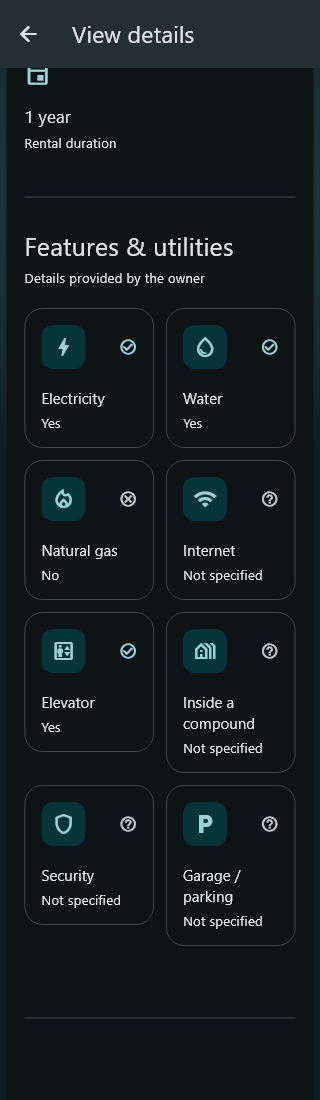 View details
1 year
Rental duration
Features & utilities
Details provided by the owner
Electricity
Yes
Water
Yes
Natural gas
No
Internet
Not specified
Elevator
Yes
Inside a
compound
Not specified
Security
Not specified
Garage /
parking
Not specified